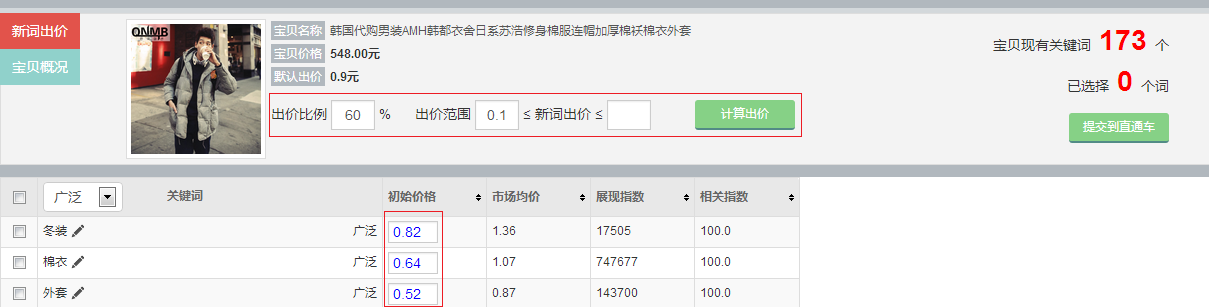 新词出价
宝贝概况
QNMB
宝贝名称 韩国代购男装AMH韩都衣舍日系苏浩修身棉服连帽加厚棉袄棉衣外套
宝贝价格 548.00元
默认出价 0.9元
出价比例 60 % 出价范围 0.1 ≤ 新词出价 ≤ 计算出价
宝贝现有关键词 173 个
已选择 0 个词
提交到直通车
广泛 关键词 初始价格 市场均价 展现指数 相关指数
冬装 广泛 0.82 1.36 17505 100.0
棉衣 广泛 0.64 1.07 747677 100.0
外套 广泛 0.52 0.87 143700 100.0